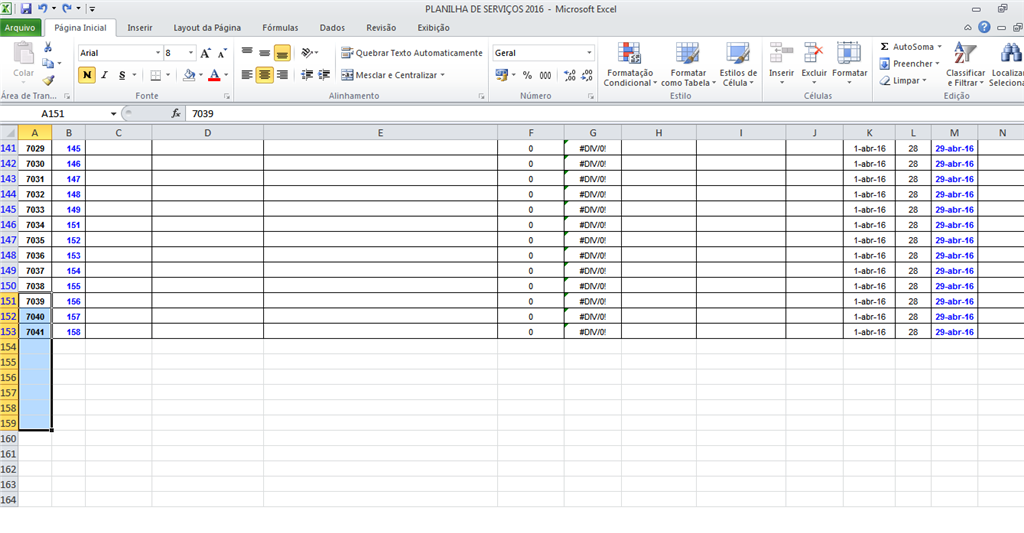 PLANILHA DE SERVIÇOS 2016 - Microsoft Excel
Arquivo Página Inicial Inserir Layout da Página Fórmulas Dados Revisão Exibição
Colar
Arial 8
N I S
Quebrar Texto Automaticamente
Mesclar e Centralizar
Geral
% 000
Formatação Condicional
Formatar como Tabela
Estilos de Célula
Inserir Excluir Formatar
Σ AutoSoma
Preencher
Limpar
Classificar e Filtrar
Localiza
Seleciona
Área de Tran... Fonte Alinhamento Número Estilo Células Edição
A151 fx 7039
A B C D E F G H I J K L M N
141 7029 145 0 #DIV/0! 1-abr-16 28 29-abr-16
142 7030 146 0 #DIV/0! 1-abr-16 28 29-abr-16
143 7031 147 0 #DIV/0! 1-abr-16 28 29-abr-16
144 7032 148 0 #DIV/0! 1-abr-16 28 29-abr-16
145 7033 149 0 #DIV/0! 1-abr-16 28 29-abr-16
146 7034 151 0 #DIV/0! 1-abr-16 28 29-abr-16
147 7035 152 0 #DIV/0! 1-abr-16 28 29-abr-16
148 7036 153 0 #DIV/0! 1-abr-16 28 29-abr-16
149 7037 154 0 #DIV/0! 1-abr-16 28 29-abr-16
150 7038 155 0 #DIV/0! 1-abr-16 28 29-abr-16
151 7039 156 0 #DIV/0! 1-abr-16 28 29-abr-16
152 7040 157 0 #DIV/0! 1-abr-16 28 29-abr-16
153 7041 158 0 #DIV/0! 1-abr-16 28 29-abr-16
154
155
156
157
158
159
160
161
162
163
164